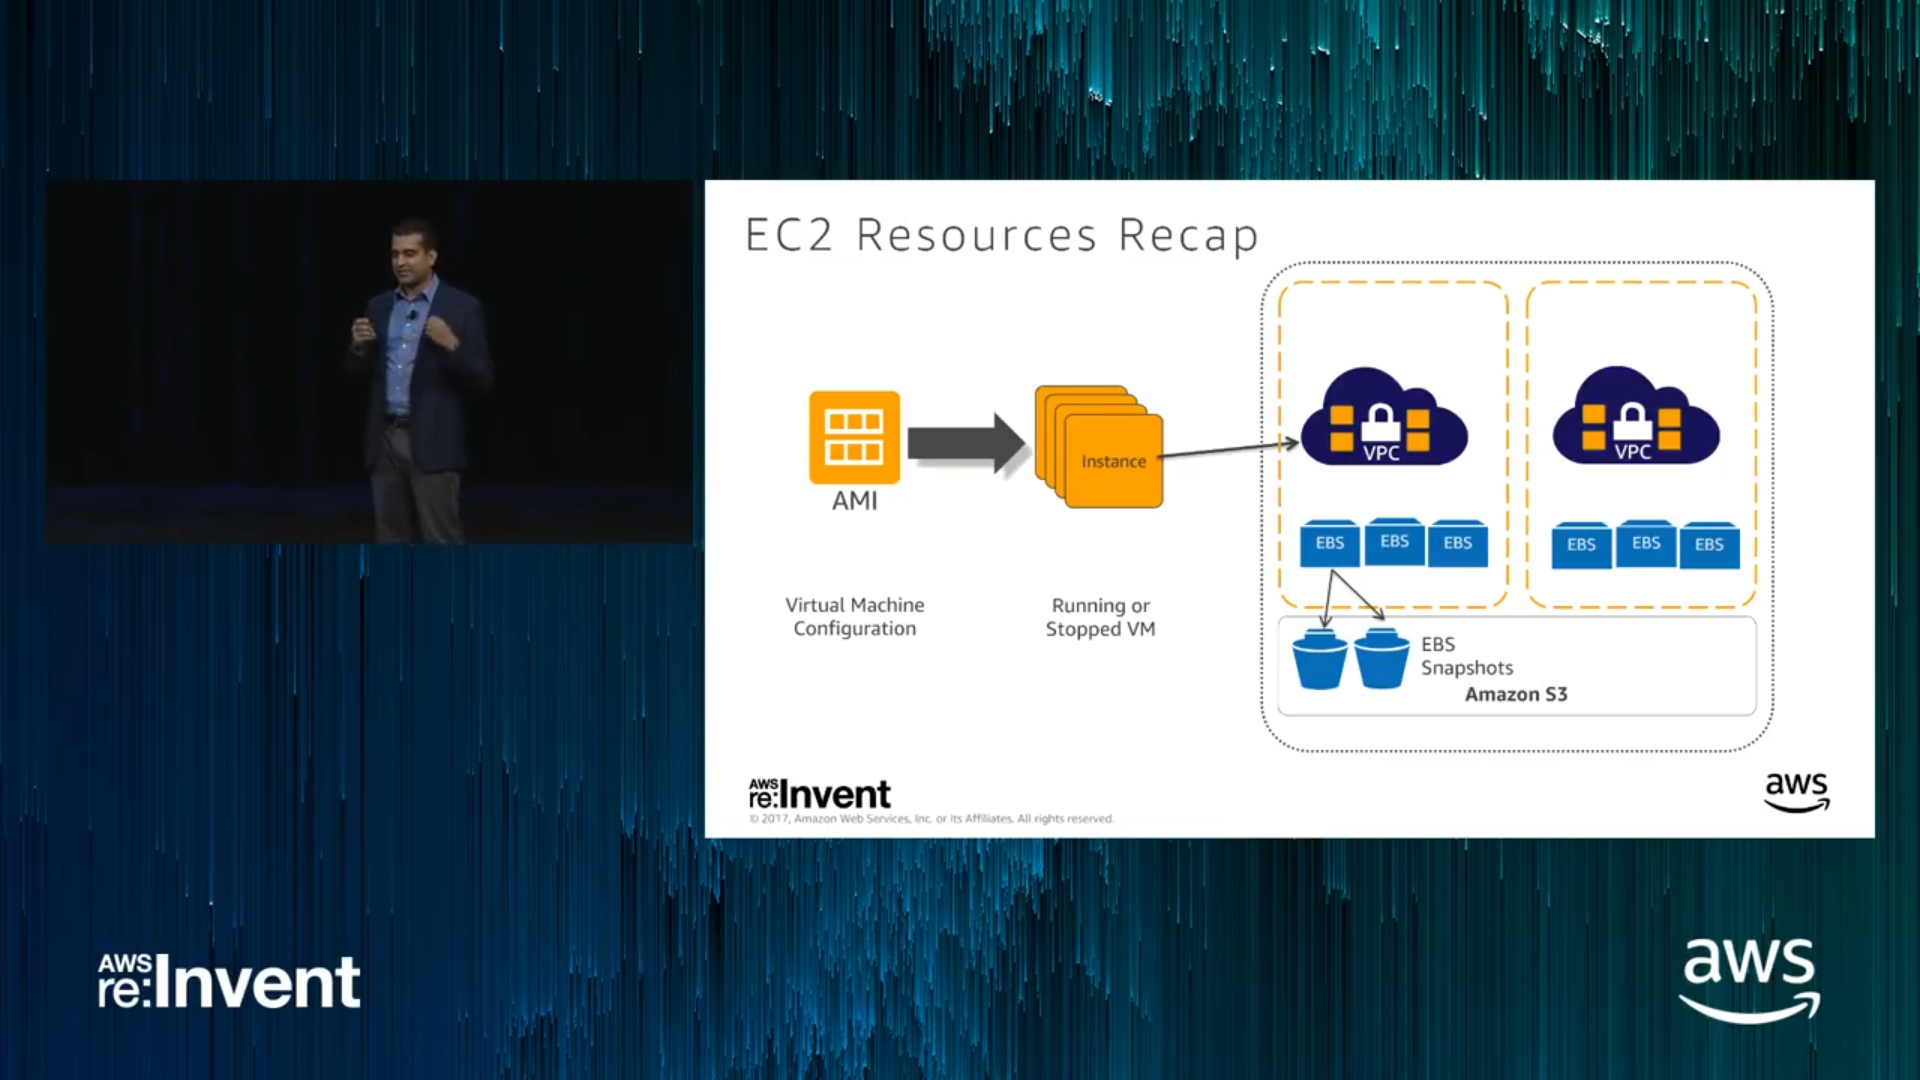 EC2 Resources Recap
AMI
Virtual Machine
Configuration
Instance
Running or
Stopped VM
VPC
VPC
EBS
EBS
EBS
EBS
EBS
EBS
EBS
Snapshots
Amazon S3
AWS
re:Invent
© 2017, Amazon Web Services, Inc. or its Affiliates. All rights reserved.
aws
AWS
re:Invent
aws